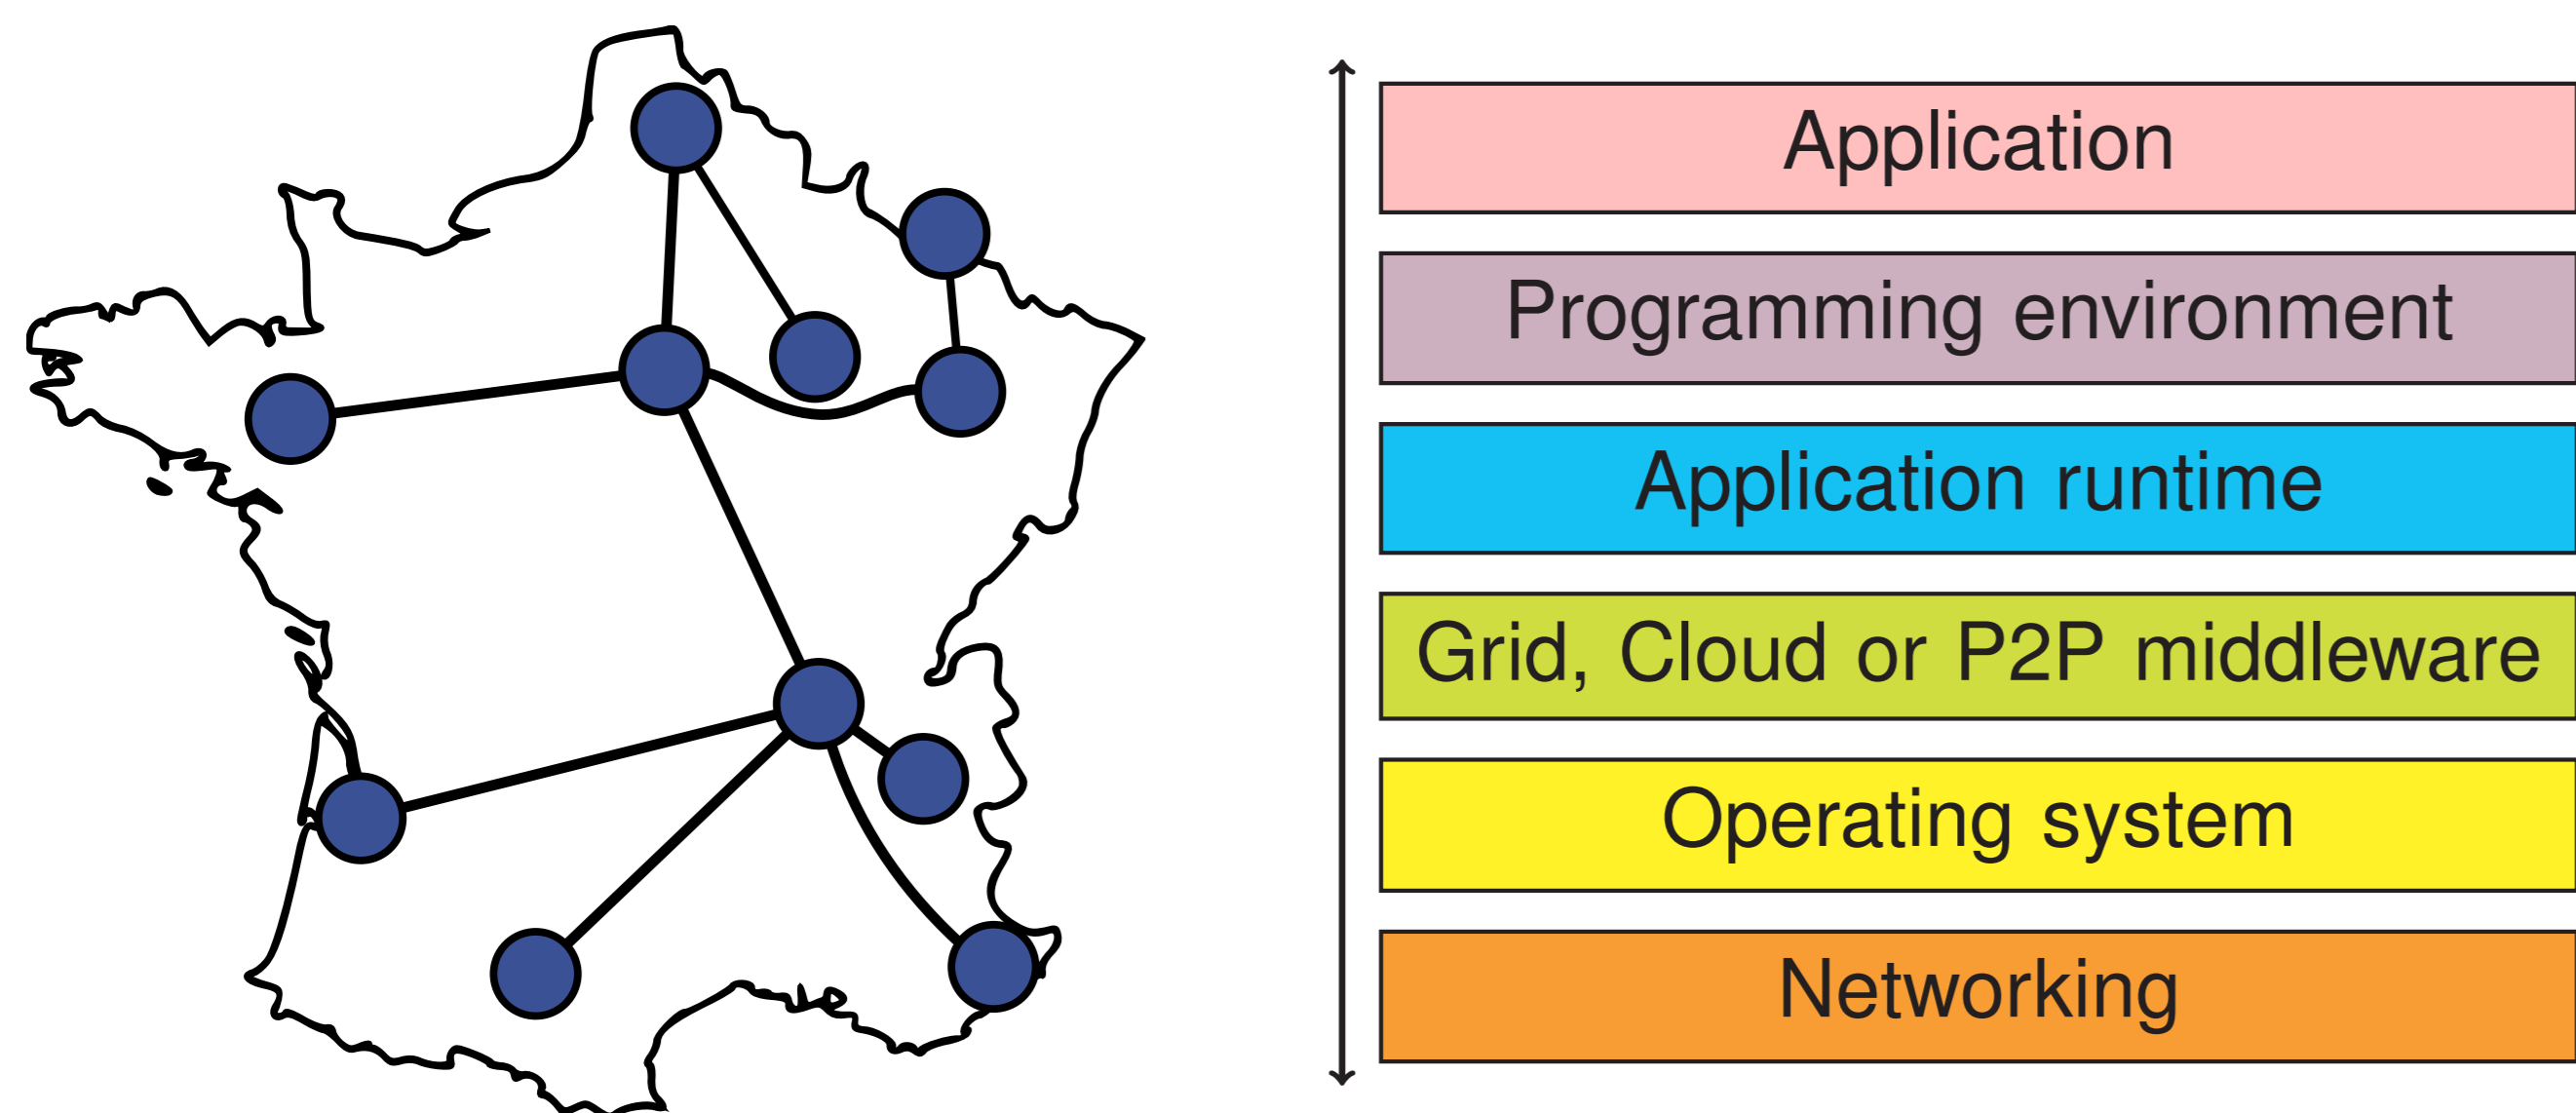 Application
Programming environment
Application runtime
Grid, Cloud or P2P middleware
Operating system
Networking